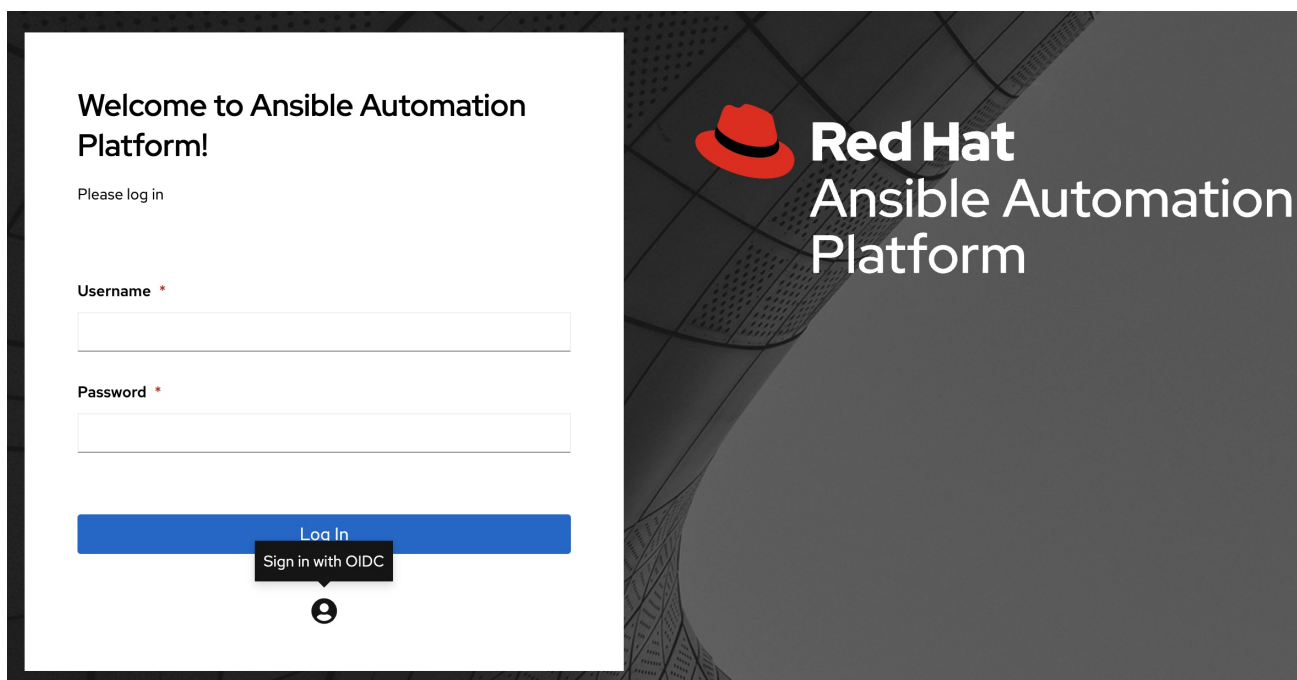 Welcome to Ansible Automation
Platform!
Please log in
Username *
Password *
Log In
Sign in with OIDC
Red Hat
Ansible Automation
Platform